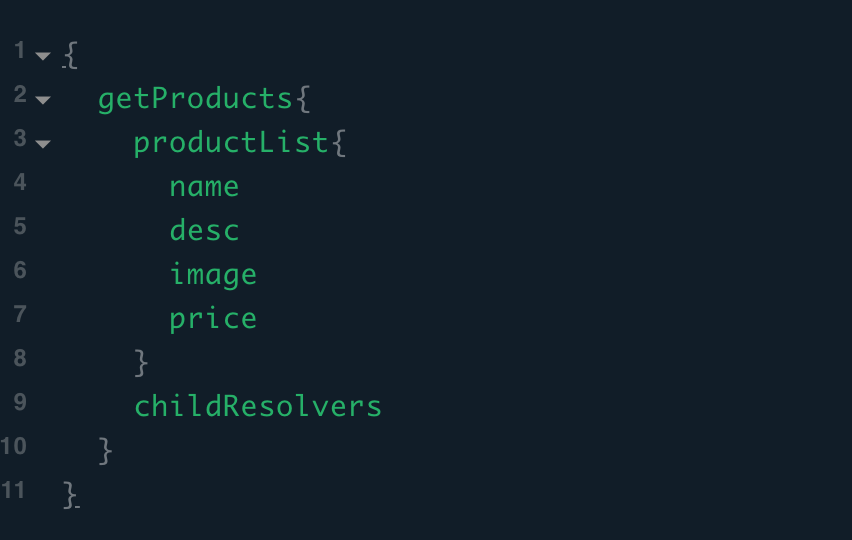 1 {
2 getProducts{
3 productList{
4 name
5 desc
6 image
7 price
8 }
9 childResolvers
10 }
11 }